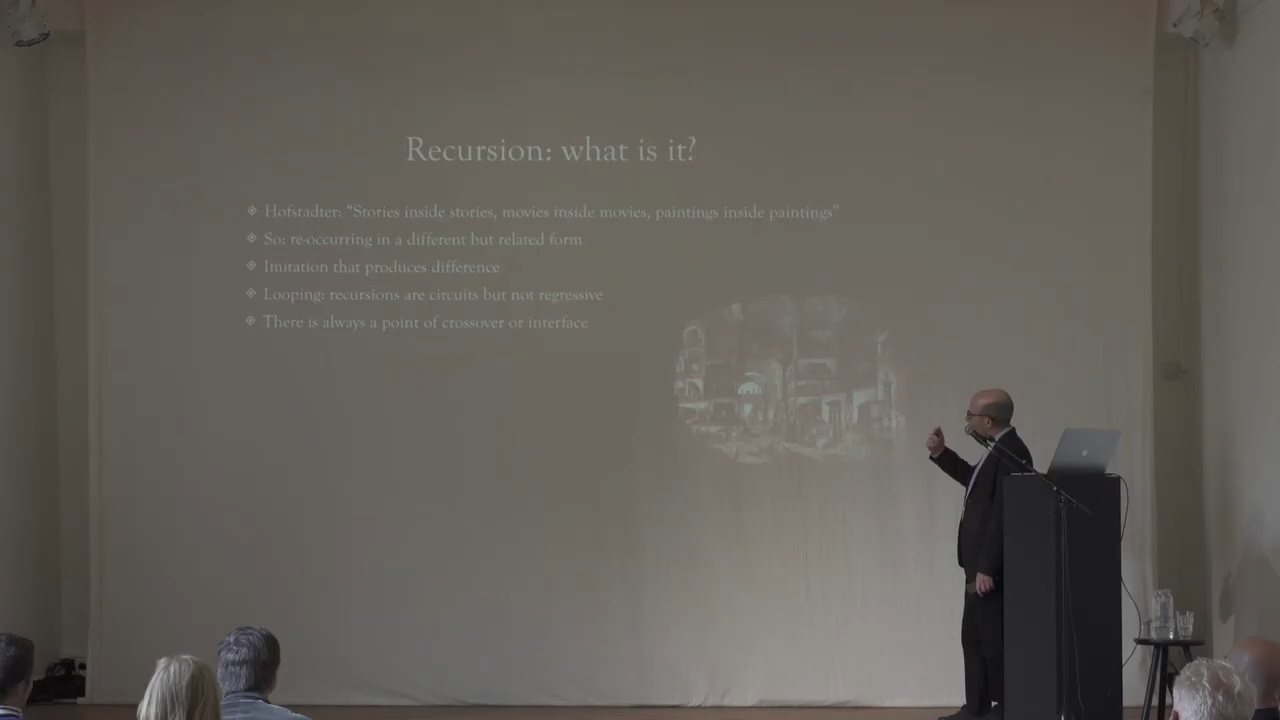 Recursion: what is it?
Hofstadter: “Stories inside stories, movies inside movies, paintings inside paintings”
So: re-occurring in a different but related form
Imitation that produces difference
Looping: recursions are circuits but not regressive
There is always a point of crossover or interface